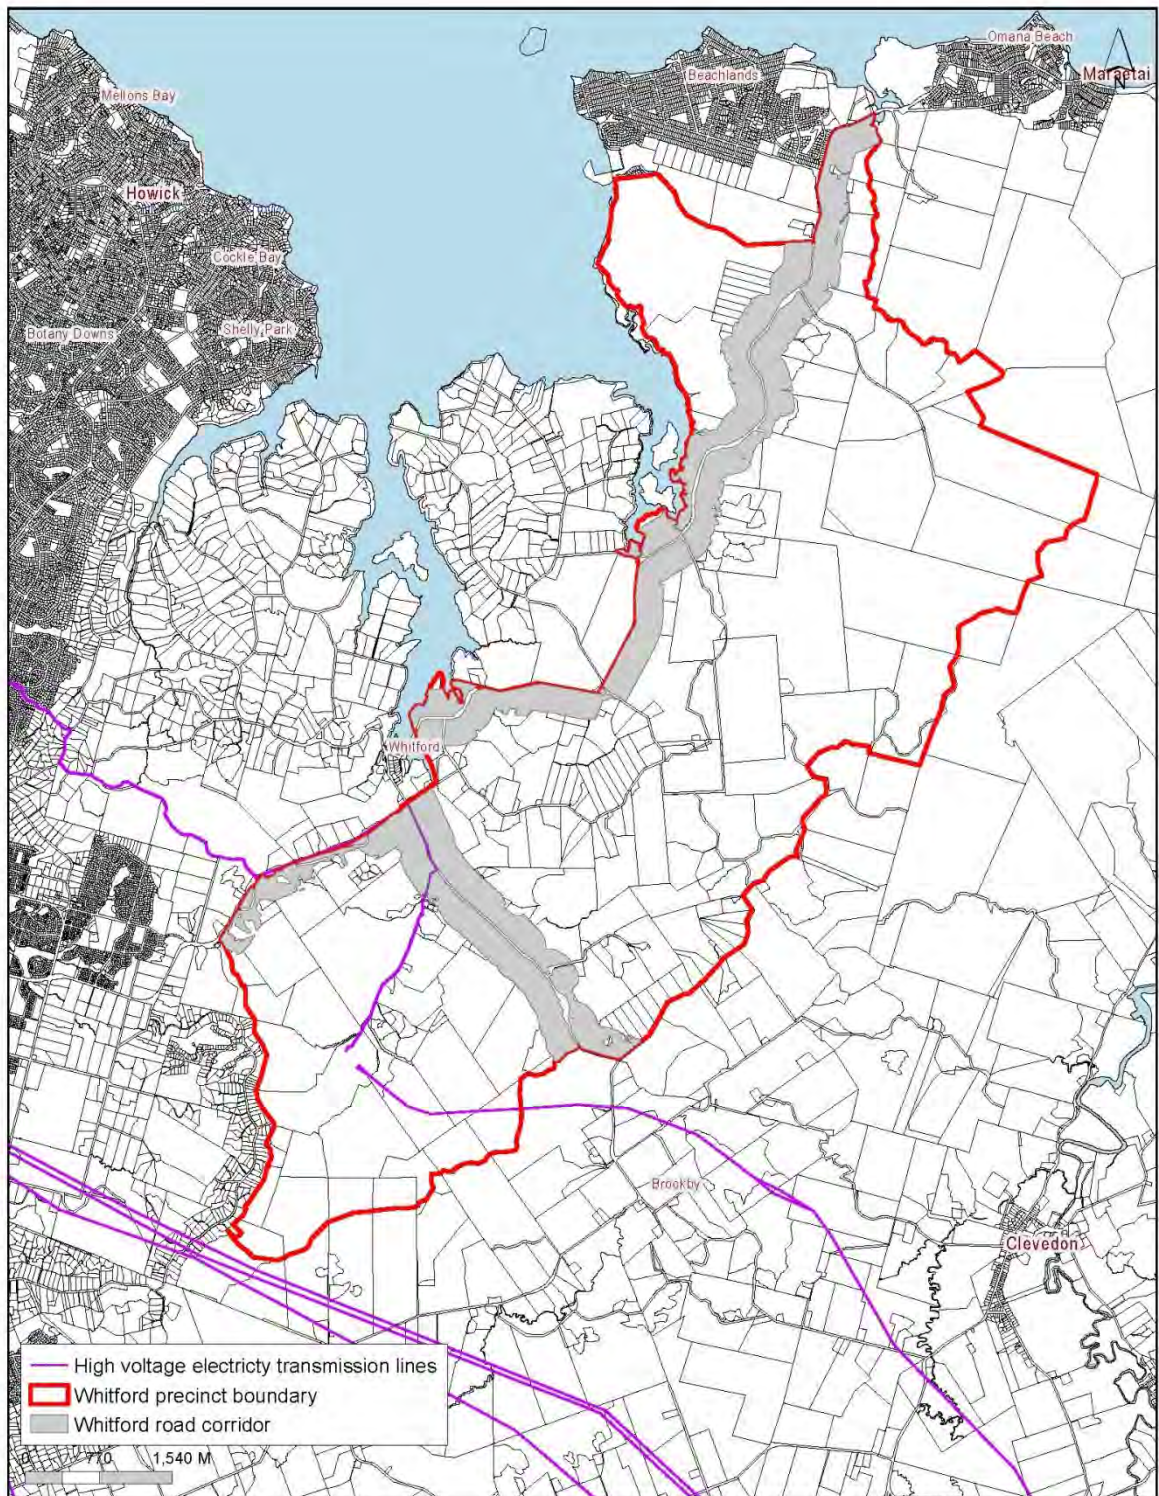 Omana Beach
Beachlands
Maraetai
Mellons Bay
Howick
Cockle Bay
Shelly Park
Botany Downs
Whitford
Brookby
Clevedon
High voltage electricty transmission lines
Whitford precinct boundary
Whitford road corridor
0 770 1,540 M